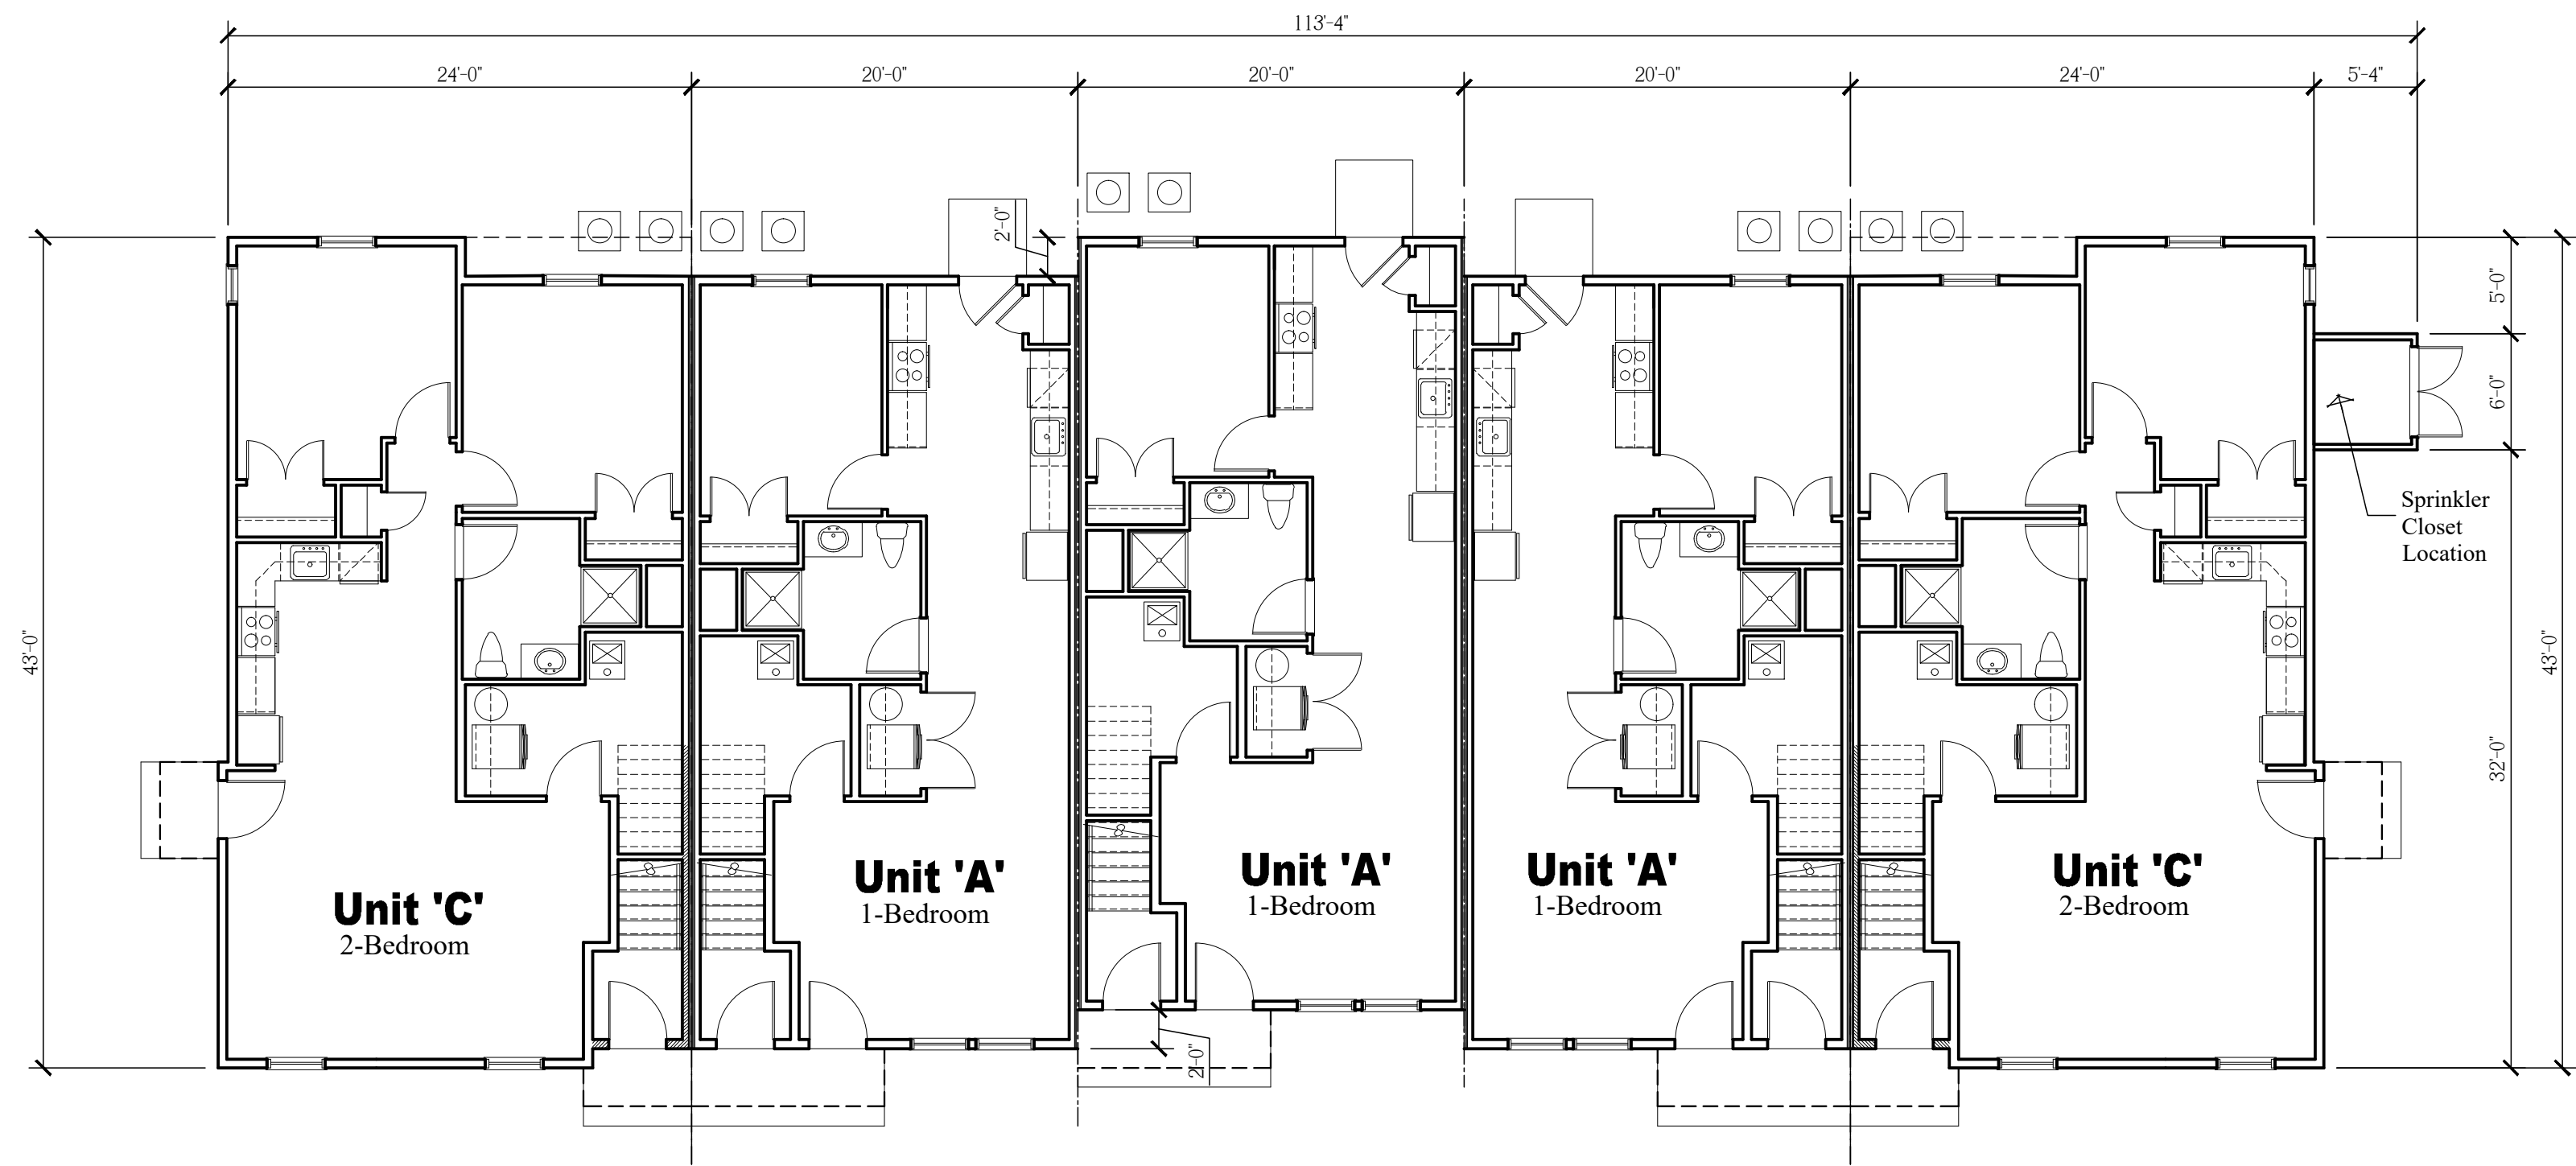 113'-4"
24'-0"
20'-0"
20'-0"
20'-0"
24'-0"
5'-4"
2'-0"
5'-0"
6'-0"
Sprinkler
Closet
Location
43'-0"
43'-0"
32'-0"
Unit 'C'
2-Bedroom
Unit 'A'
1-Bedroom
Unit 'A'
1-Bedroom
Unit 'A'
1-Bedroom
Unit 'C'
2-Bedroom
2'-0"